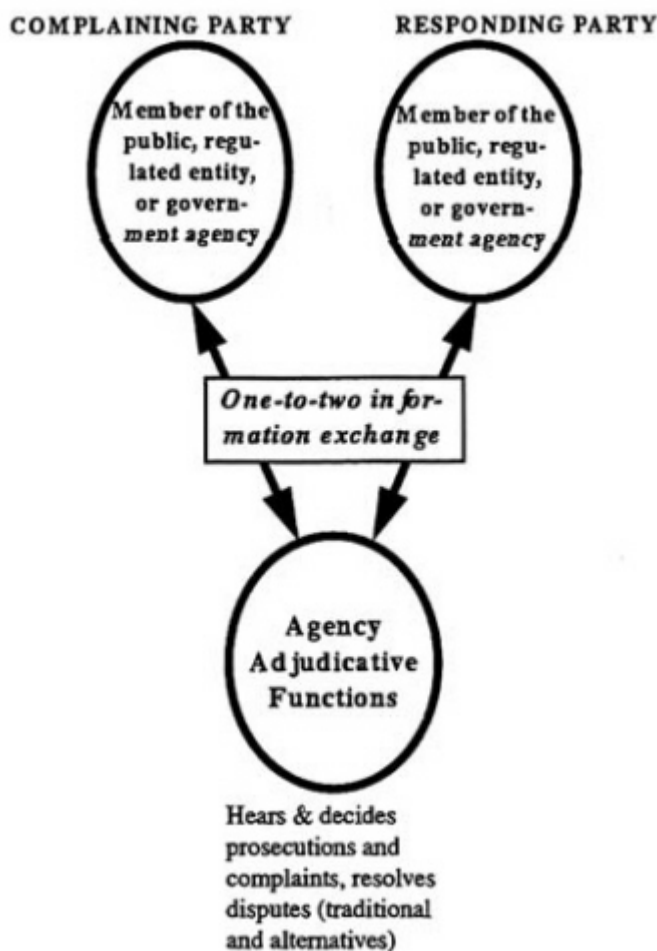 COMPLAINING PARTY
RESPONDING PARTY
Member of the
public, regu-
lated entity,
or govern-
ment agency
Member of the
public, regu-
lated entity,
or govern-
ment agency
One-to-two infor-
mation exchange
Agency
Adjudicative
Functions
Hears & decides
prosecutions and
complaints, resolves
disputes (traditional
and alternatives)